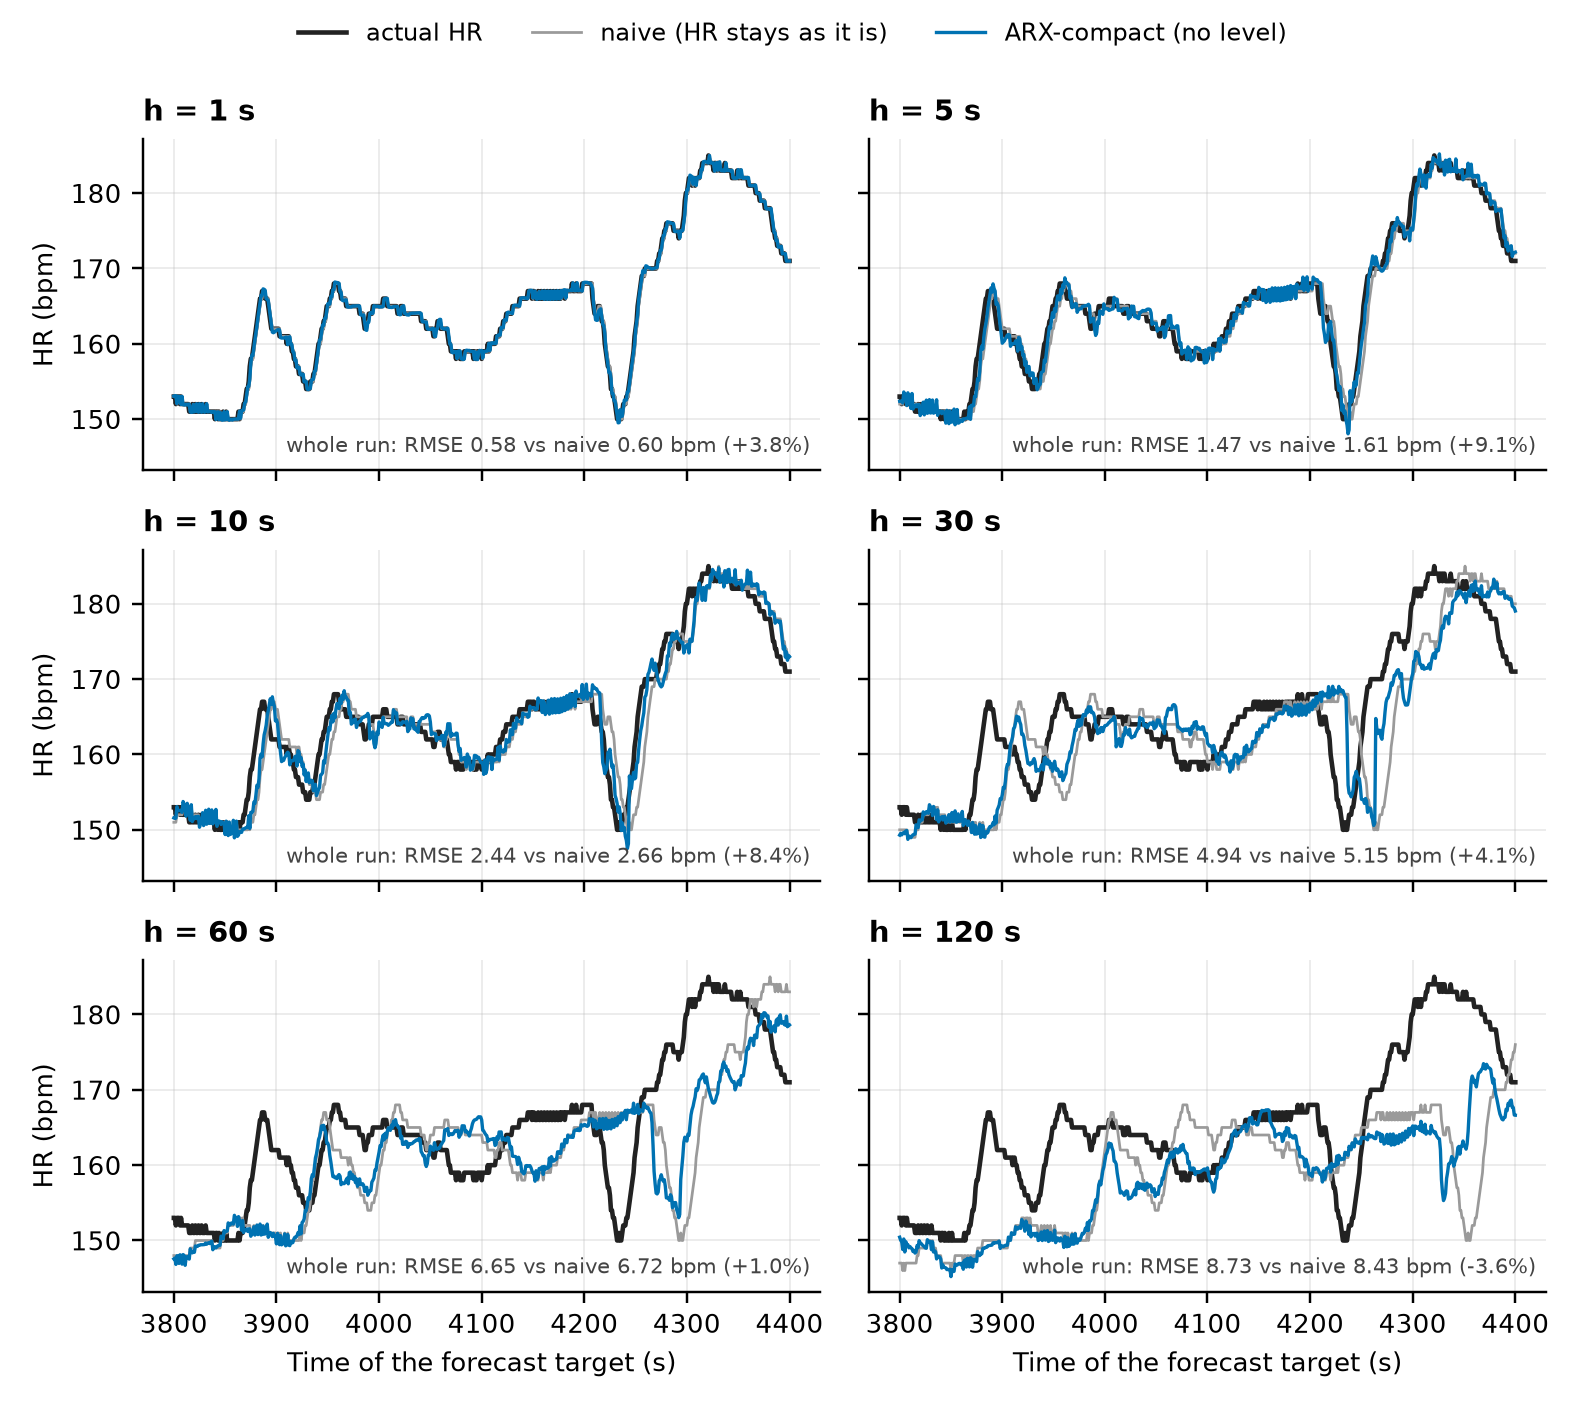 actual HR naive (HR stays as it is) ARX-compact (no level)
h = 1 s
HR (bpm)
180
170
160
150
whole run: RMSE 0.58 vs naive 0.60 bpm (+3.8%)
h = 5 s
whole run: RMSE 1.47 vs naive 1.61 bpm (+9.1%)
h = 10 s
HR (bpm)
180
170
160
150
whole run: RMSE 2.44 vs naive 2.66 bpm (+8.4%)
h = 30 s
whole run: RMSE 4.94 vs naive 5.15 bpm (+4.1%)
h = 60 s
HR (bpm)
180
170
160
150
whole run: RMSE 6.65 vs naive 6.72 bpm (+1.0%)
3800 3900 4000 4100 4200 4300 4400
Time of the forecast target (s)
h = 120 s
whole run: RMSE 8.73 vs naive 8.43 bpm (-3.6%)
3800 3900 4000 4100 4200 4300 4400
Time of the forecast target (s)